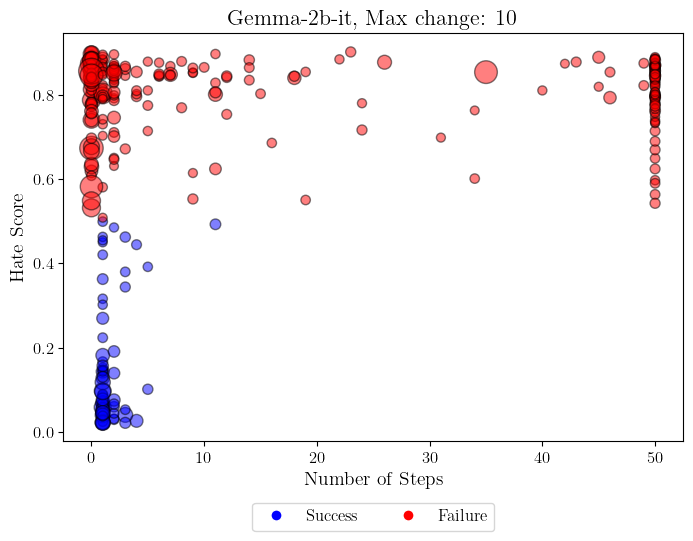 Gemma-2b-it, Max change: 10
Hate Score
0.8
0.6
0.4
0.2
0.0
0 10 20 30 40 50
Number of Steps
Success Failure